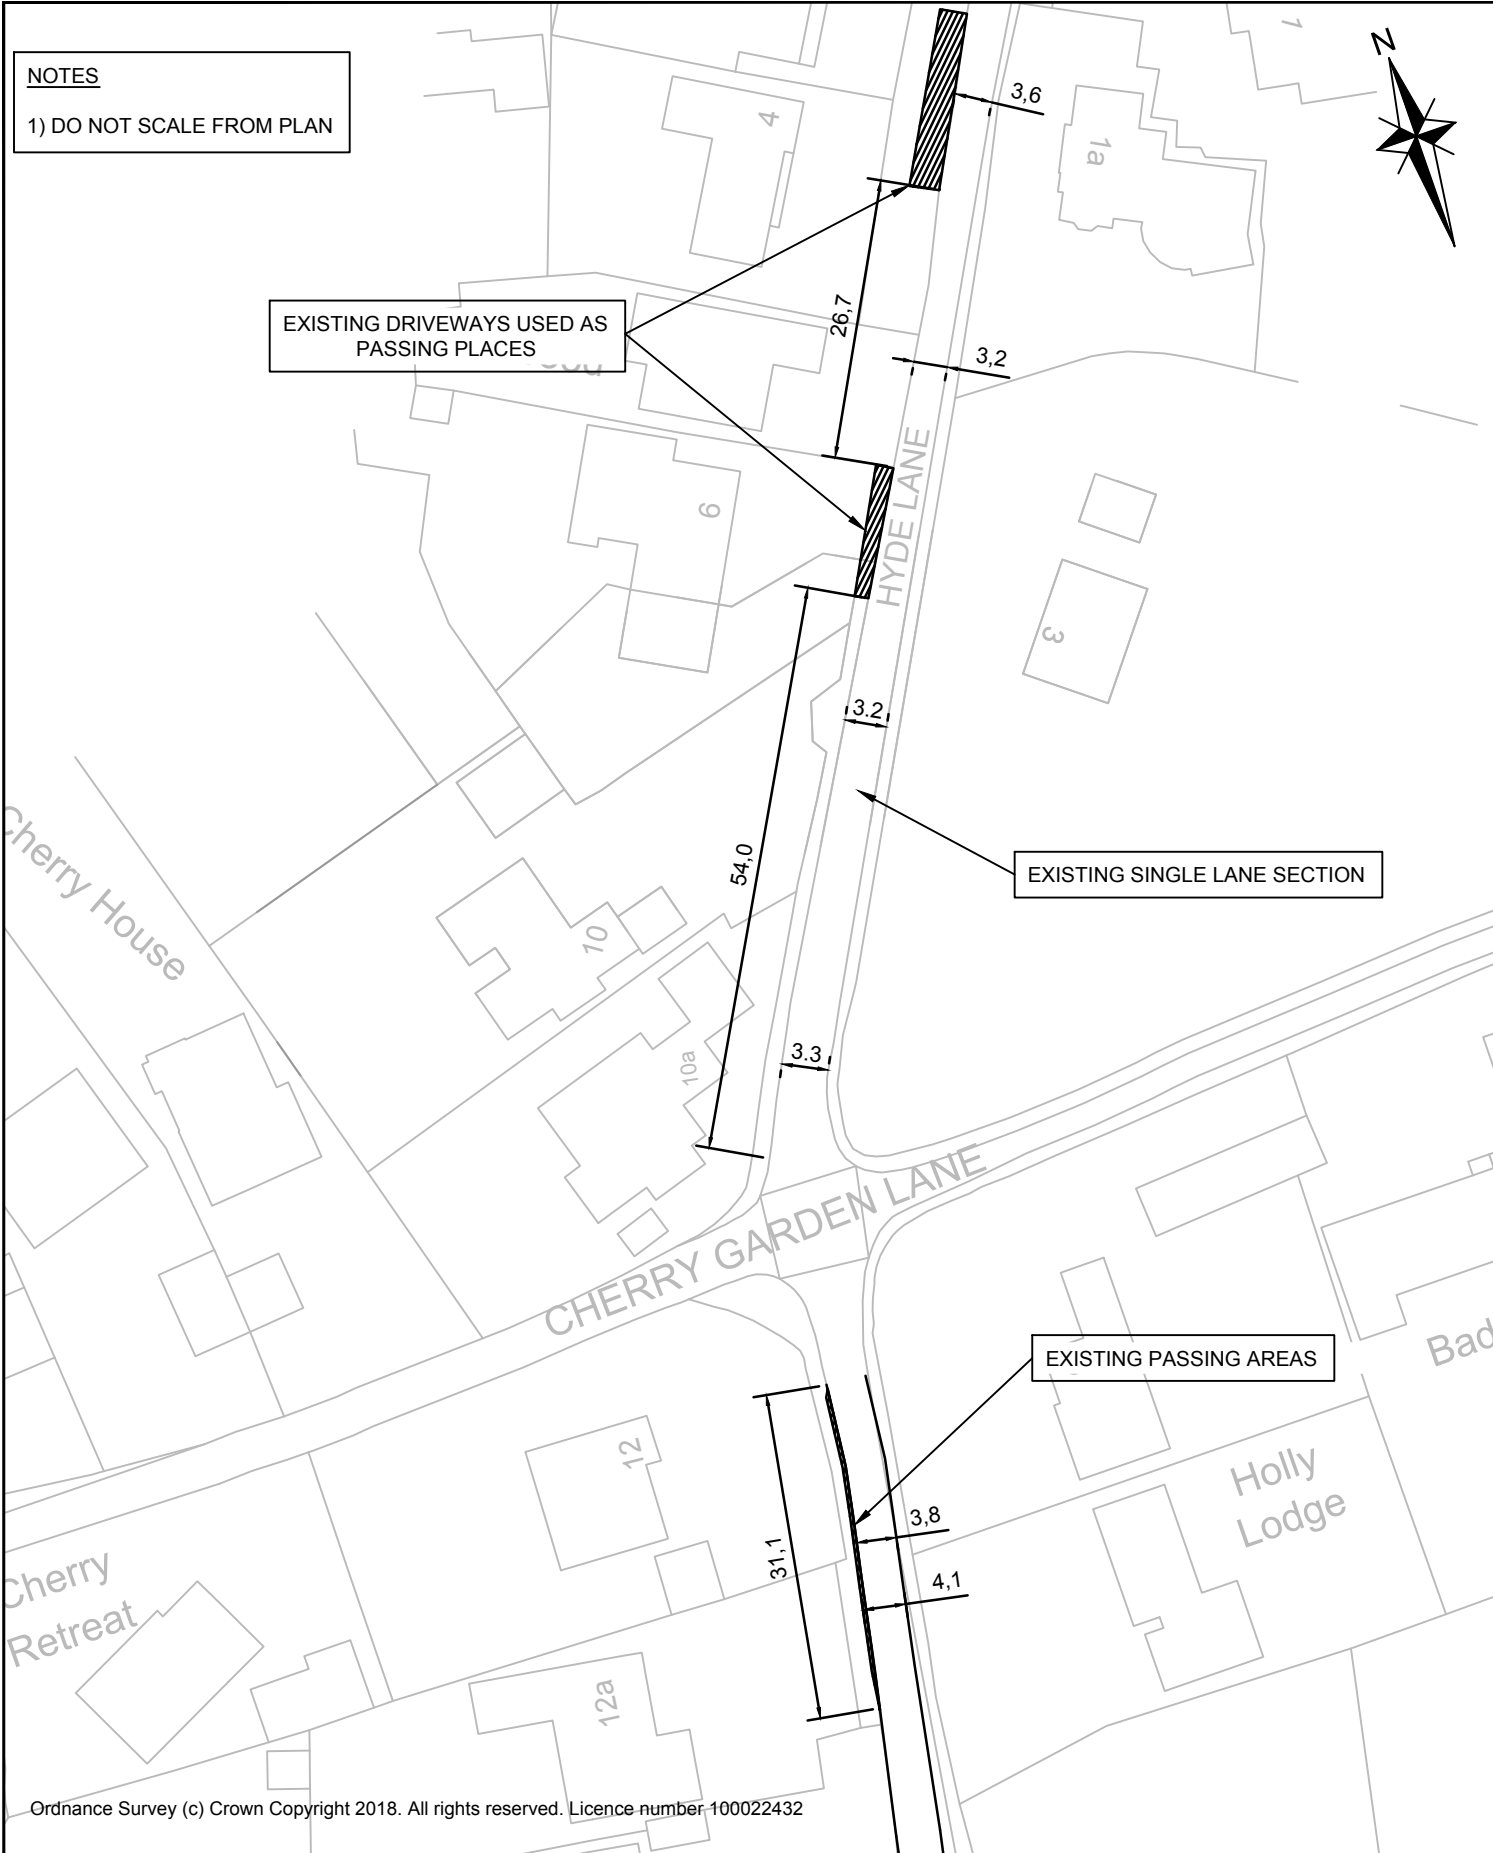 NOTES
1) DO NOT SCALE FROM PLAN
N
1
3,6
4
1a
EXISTING DRIVEWAYS USED AS
PASSING PLACES
26,7
3,2
HYDE LANE
6
3
3.2
54,0
EXISTING SINGLE LANE SECTION
Cherry House
10
10a
3.3
CHERRY GARDEN LANE
EXISTING PASSING AREAS
Bad
12
Holly
Lodge
3,8
31,1
4,1
Cherry
Retreat
12a
Ordnance Survey (c) Crown Copyright 2018. All rights reserved. Licence number 100022432